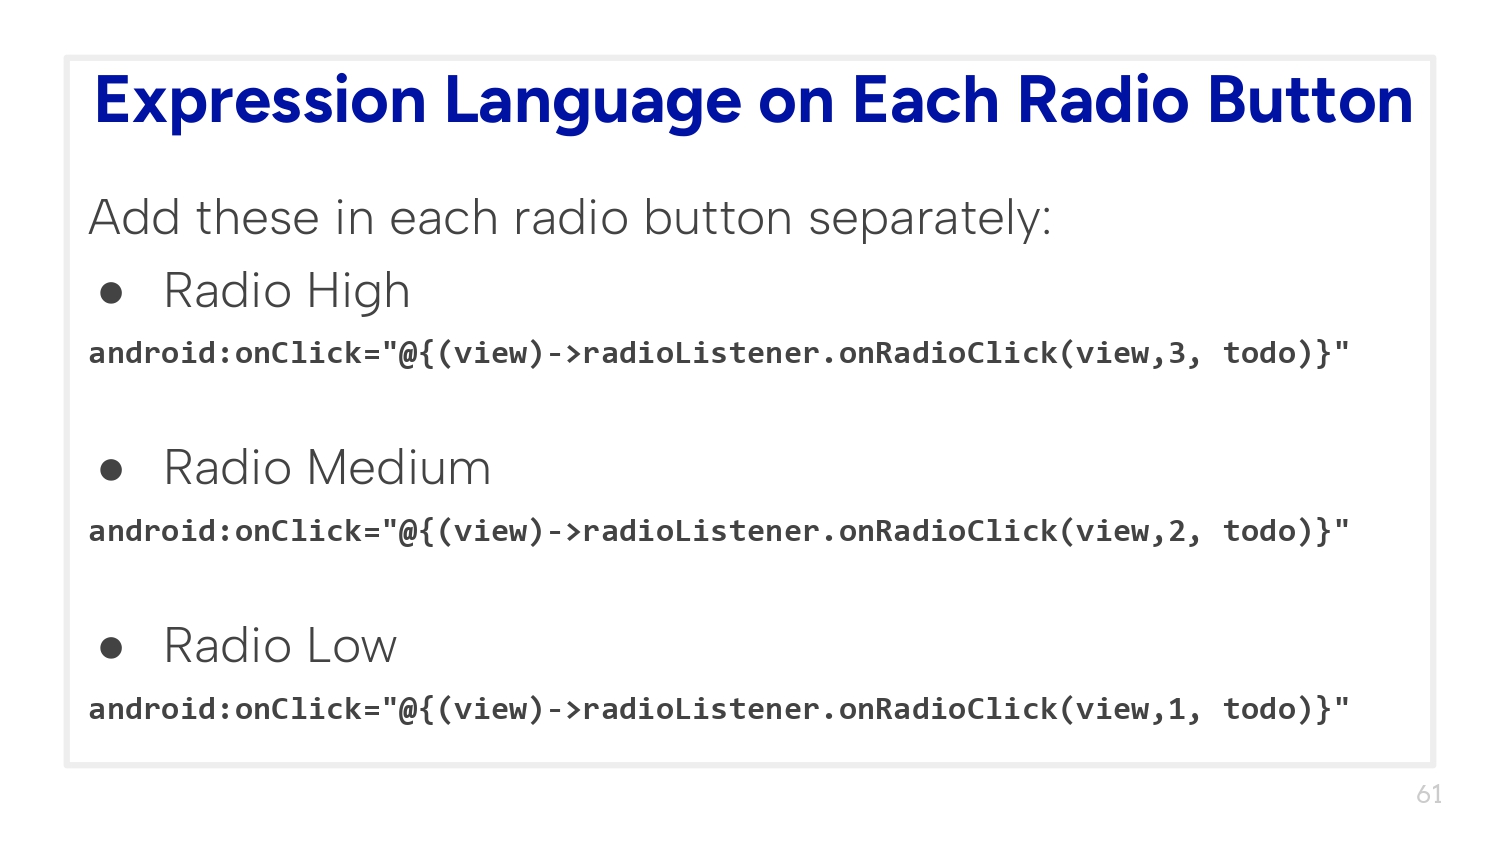 Expression Language on Each Radio Button
Add these in each radio button separately:
● Radio High
android:onClick="@{(view)->radioListener.onRadioClick(view,3, todo)}"
● Radio Medium
android:onClick="@{(view)->radioListener.onRadioClick(view,2, todo)}"
● Radio Low
android:onClick="@{(view)->radioListener.onRadioClick(view,1, todo)}"
61